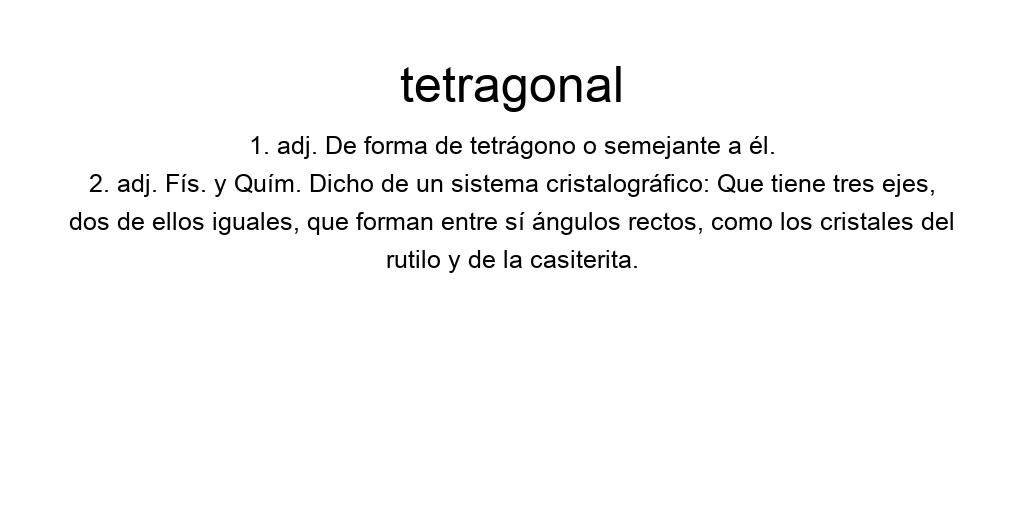 tetragonal
1. adj. De forma de tetrágono o semejante a él.
2. adj. Fís. y Quím. Dicho de un sistema cristalográfico: Que tiene tres ejes,
dos de ellos iguales, que forman entre sí ángulos rectos, como los cristales del
rutilo y de la casiterita.